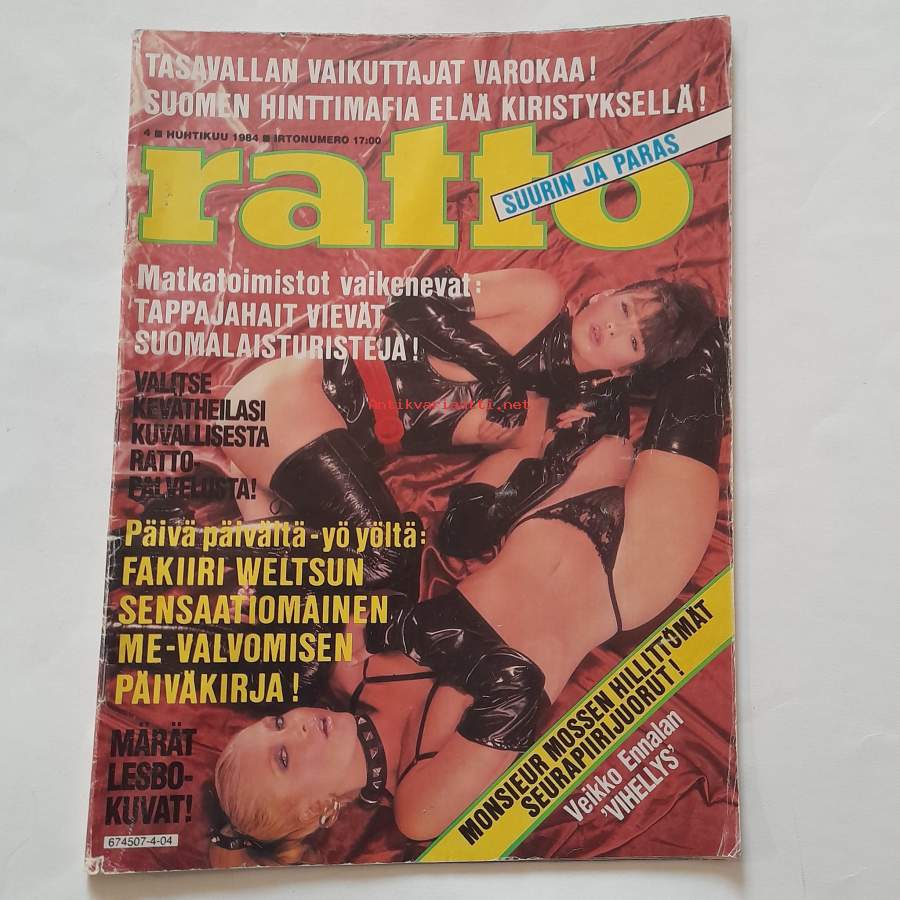 TASAVALLAN VAIKUTTAJAT VAROKAA!
SUOMEN HINTTIMAFIA ELÄÄ KIRISTYKSELLÄ!
4 ■ HUHTIKUU 1984 ■ IRTONUMERO 17:00
ratto
SUURIN JA PARAS
Matkatoimistot vaikenevat:
TAPPAJAHAIT VIEVÄT
SUOMALAISTURISTEJA!
VALITSE
KEVÄTHEILASI
KUVALLISESTA
RATTO-
PALVELUSTA!
Antikvariaatti.net
Päivä päivältä - yö yöltä:
FAKIIRI WELTSUN
SENSAATIOMAINEN
ME-VALVOMISEN
PÄIVÄKIRJA!
MÄRÄT
LESBO-
KUVAT!
674507-4-04
MONSIEUR MOSSEN HILLITTÖMÄT
SEURAPIIRIJUORUT!
Veikko Ennalan
'VIHELLYS'